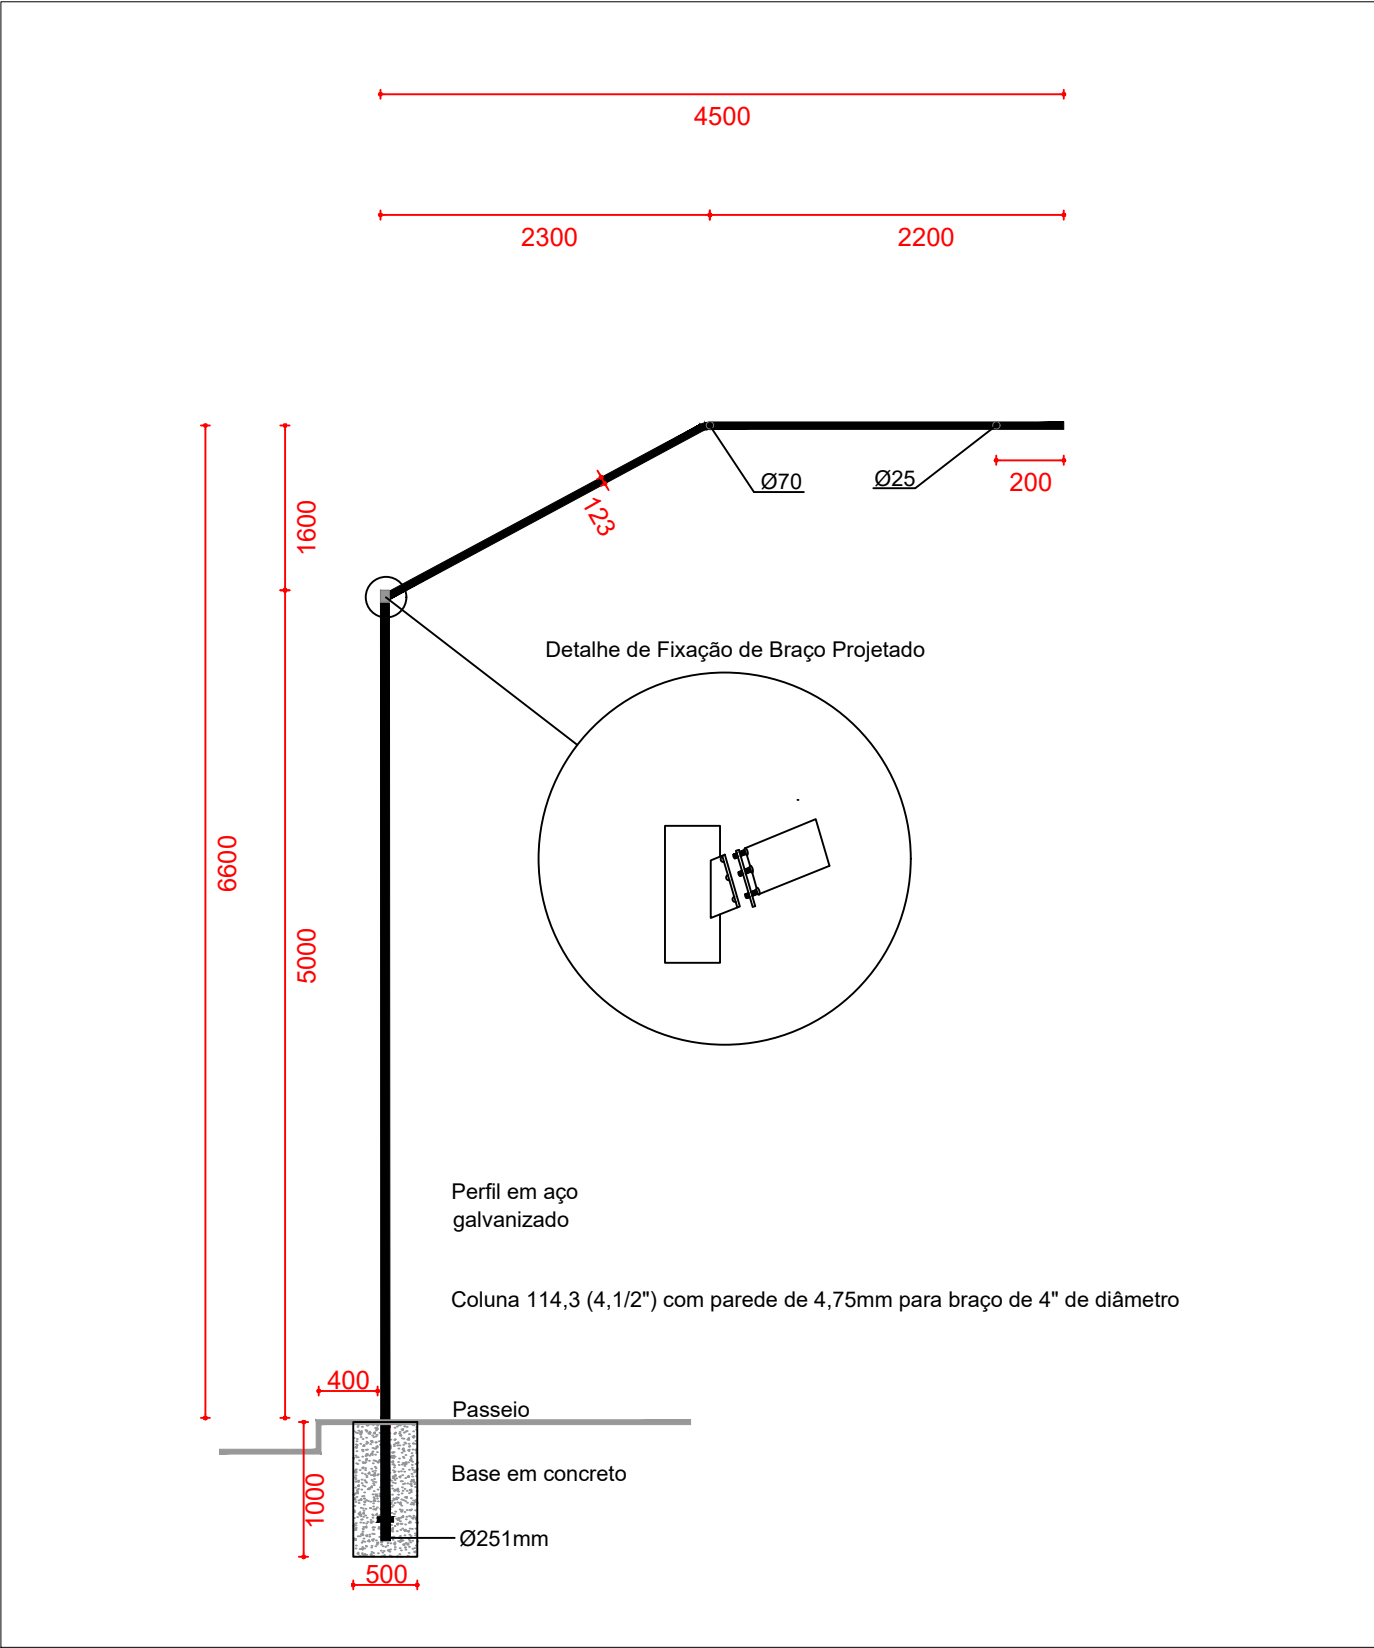 4500
2300
2200
Ø70
Ø25
200
123
1600
Detalhe de Fixação de Braço Projetado
6600
5000
Perfil em aço
galvanizado
Coluna 114,3 (4,1/2") com parede de 4,75mm para braço de 4" de diâmetro
400
Passeio
Base em concreto
1000
Ø251mm
500